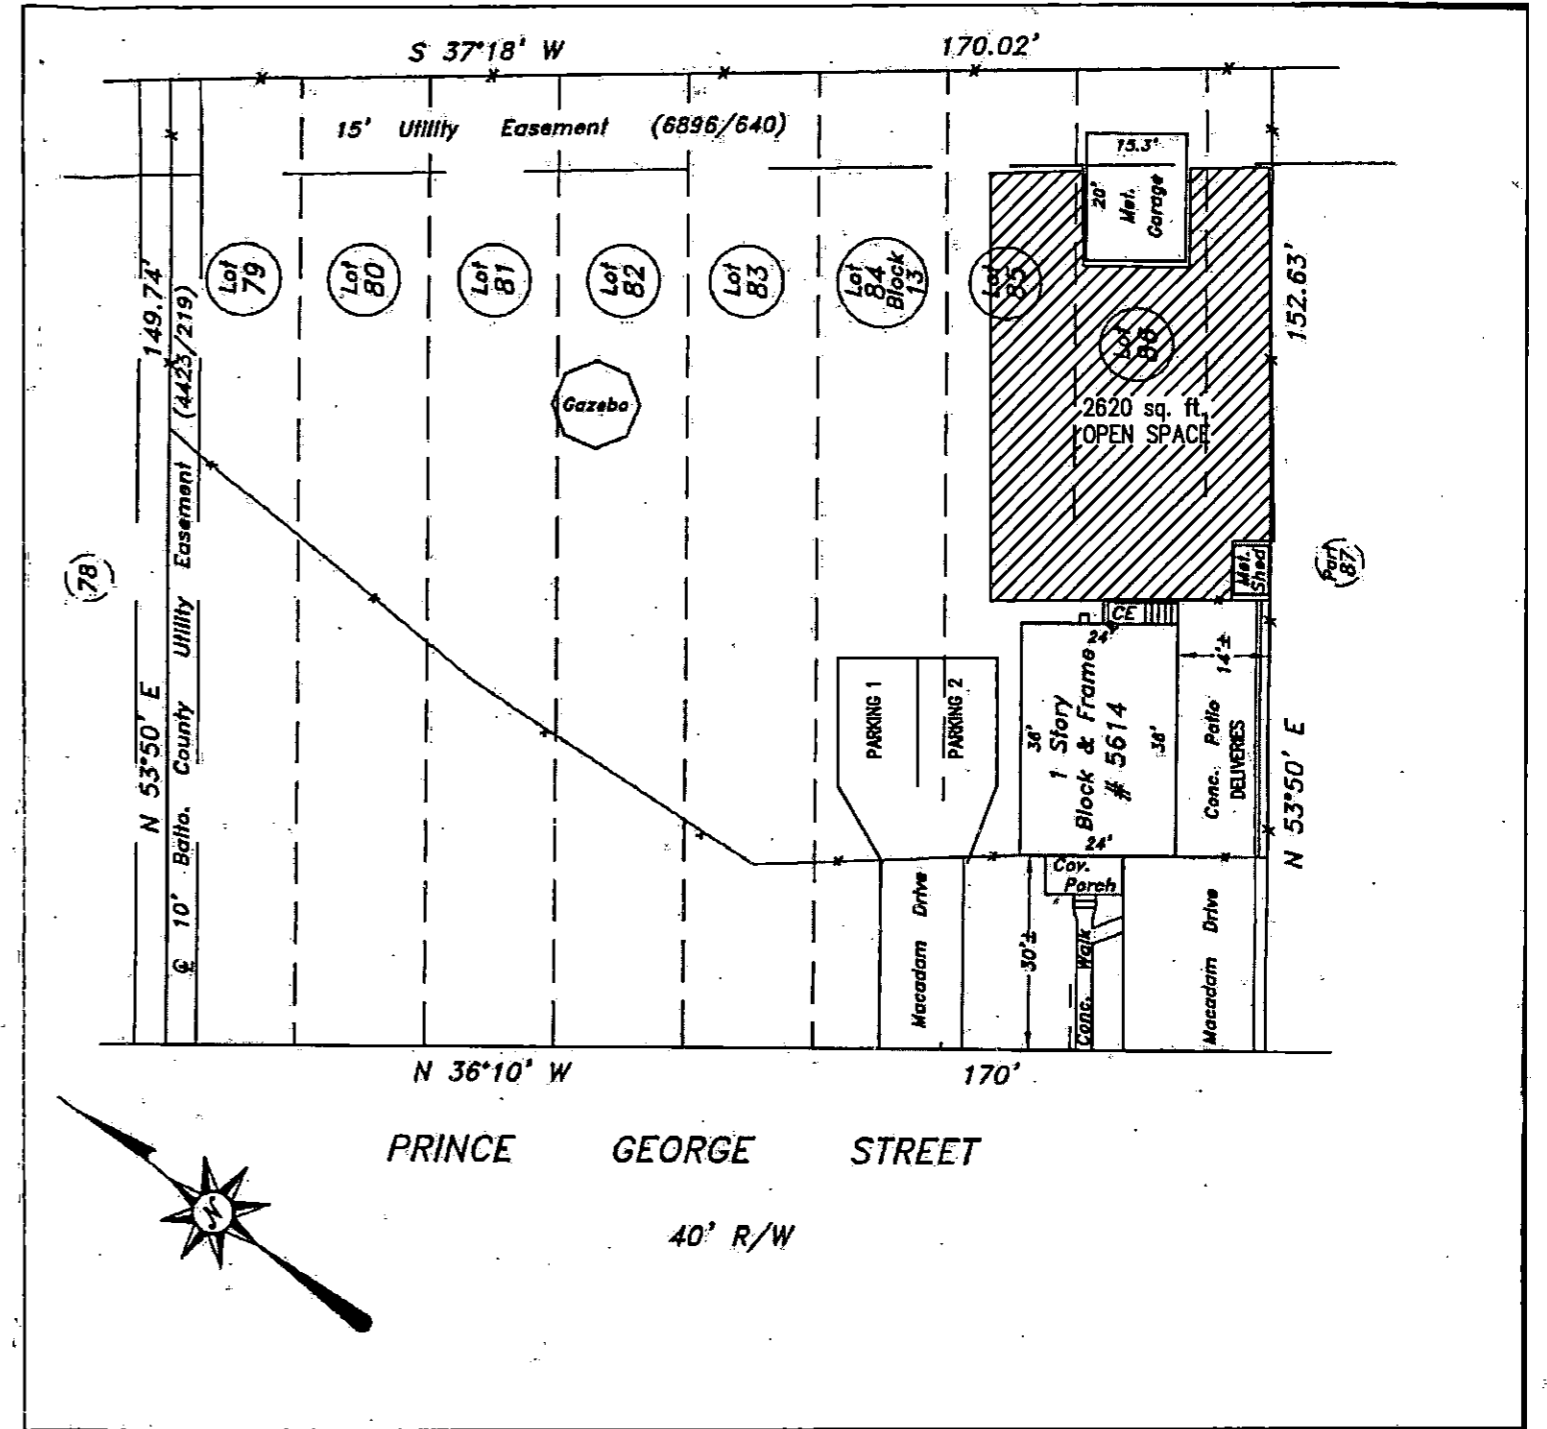 S 37°18' W 170.02'
15' Utility Easement (6896/640)
15.3'
20'
Met.
Garage
149.74'
(4423/219)
Lot
79
Lot
80
Lot
81
Lot
82
Lot
83
Lot
84
Block
13
Lot
85
Lot
86
152.63'
Gazebo
2620 sq. ft.
OPEN SPACE
78
Part
87
Met.
Shed
CE
24'
14'±
PARKING 1
PARKING 2
36'
1 Story
Block & Frame
# 5614
36'
24'
Conc. Patio
DELIVERIES
N 53°50' E
℄ 10' Balto. County Utility Easement
N 53°50' E
Cov.
Porch
Macadam Drive
30'±
Conc. Walk
Macadam Drive
N 36°10' W 170'
PRINCE GEORGE STREET
N
40' R/W